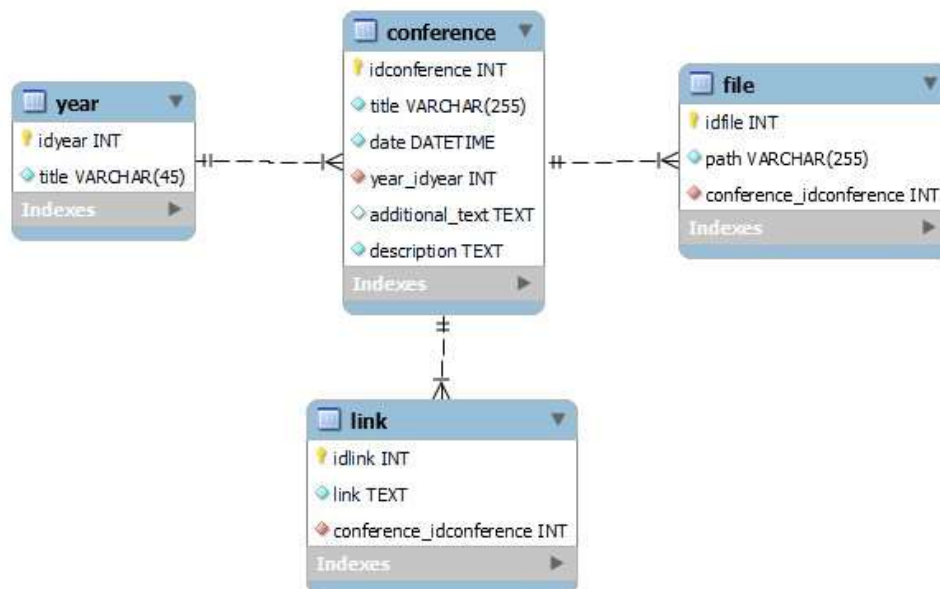 year
idyear INT
title VARCHAR(45)
Indexes
conference
idconference INT
title VARCHAR(255)
date DATETIME
year_idyear INT
additional_text TEXT
description TEXT
Indexes
file
idfile INT
path VARCHAR(255)
conference_idconference INT
Indexes
link
idlink INT
link TEXT
conference_idconference INT
Indexes